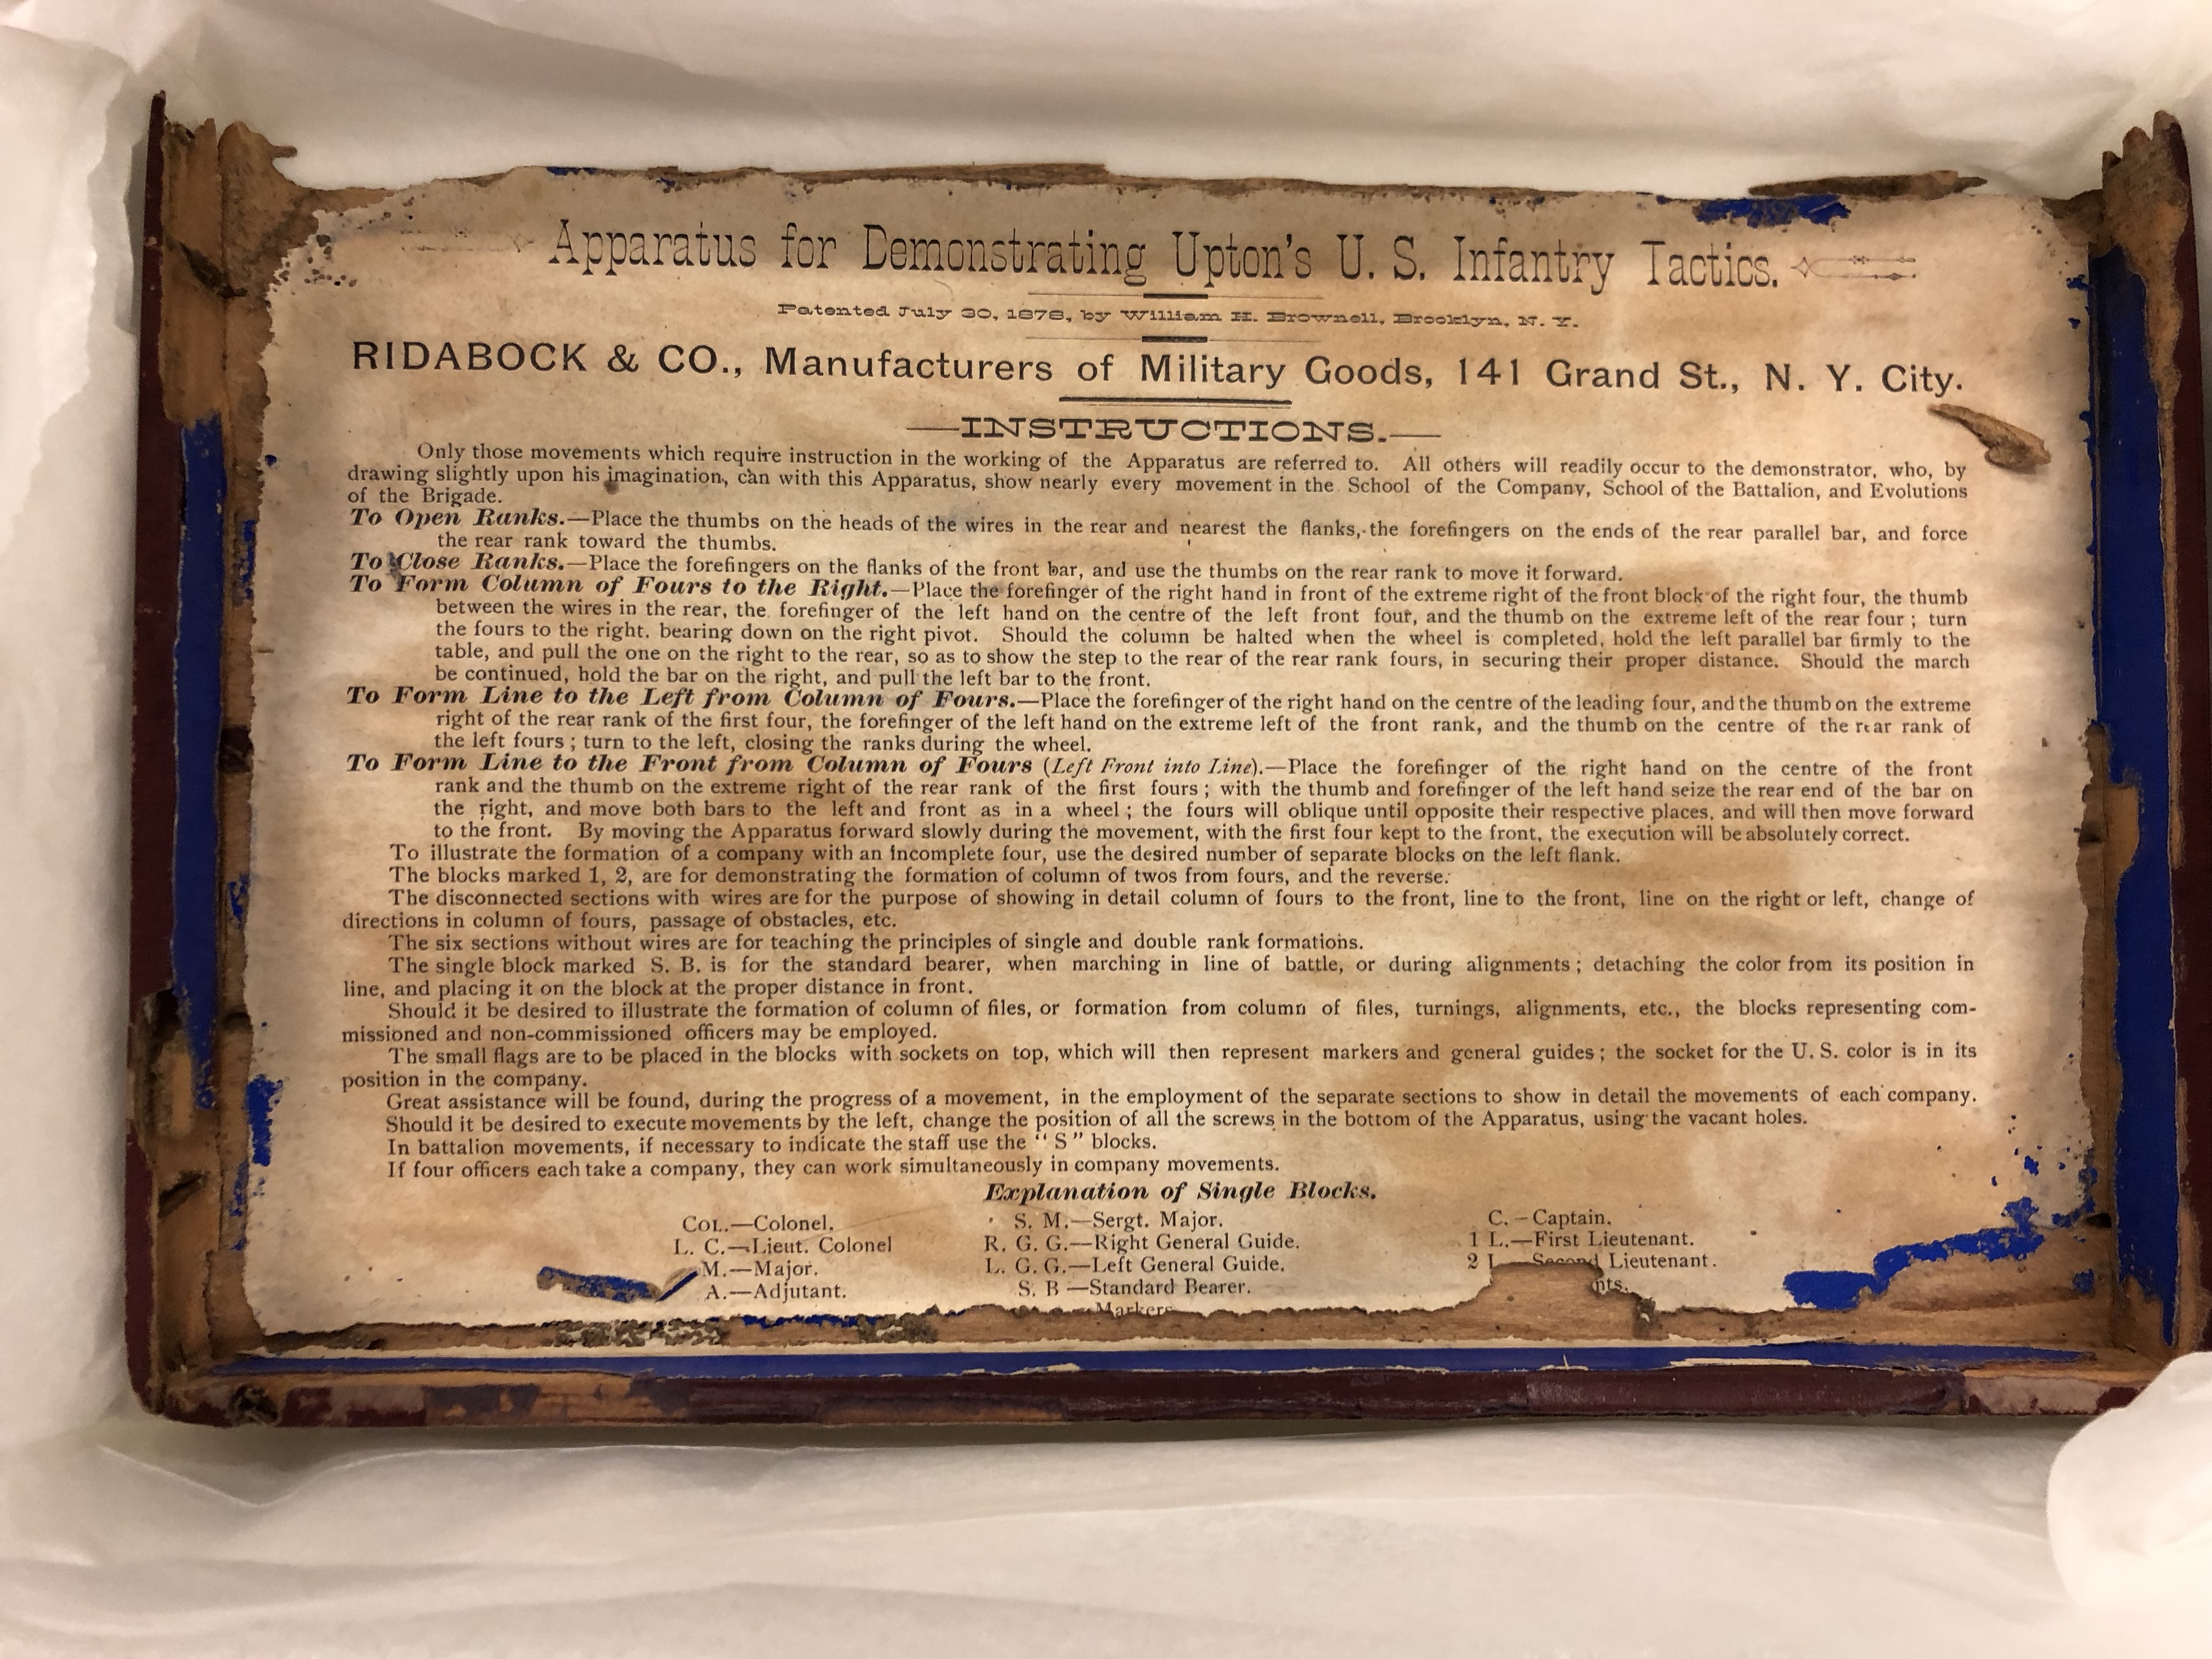 Apparatus for Demonstrating Upton's U. S. Infantry Tactics.
Patented July 30, 1878, by William H. Brownell, Brooklyn, N. Y.
RIDABOCK & CO., Manufacturers of Military Goods, 141 Grand St., N. Y. City.
—INSTRUCTIONS.—
Only those movements which require instruction in the working of the Apparatus are referred to. All others will readily occur to the demonstrator, who, by
drawing slightly upon his imagination, can with this Apparatus, show nearly every movement in the School of the Company, School of the Battalion, and Evolutions
of the Brigade.
To Open Ranks.—Place the thumbs on the heads of the wires in the rear and nearest the flanks, the forefingers on the ends of the rear parallel bar, and force
the rear rank toward the thumbs.
To Close Ranks.—Place the forefingers on the flanks of the front bar, and use the thumbs on the rear rank to move it forward.
To Form Column of Fours to the Right.—Place the forefinger of the right hand in front of the extreme right of the front block of the right four, the thumb
between the wires in the rear, the forefinger of the left hand on the centre of the left front four, and the thumb on the extreme left of the rear four ; turn
the fours to the right. bearing down on the right pivot. Should the column be halted when the wheel is completed, hold the left parallel bar firmly to the
table, and pull the one on the right to the rear, so as to show the step to the rear of the rear rank fours, in securing their proper distance. Should the march
be continued, hold the bar on the right, and pull the left bar to the front.
To Form Line to the Left from Column of Fours.—Place the forefinger of the right hand on the centre of the leading four, and the thumb on the extreme
right of the rear rank of the first four, the forefinger of the left hand on the extreme left of the front rank, and the thumb on the centre of the rear rank of
the left fours ; turn to the left, closing the ranks during the wheel.
To Form Line to the Front from Column of Fours (Left Front into Line).—Place the forefinger of the right hand on the centre of the front
rank and the thumb on the extreme right of the rear rank of the first fours ; with the thumb and forefinger of the left hand seize the rear end of the bar on
the right, and move both bars to the left and front as in a wheel ; the fours will oblique until opposite their respective places, and will then move forward
to the front. By moving the Apparatus forward slowly during the movement, with the first four kept to the front, the execution will be absolutely correct.
To illustrate the formation of a company with an incomplete four, use the desired number of separate blocks on the left flank.
The blocks marked 1, 2, are for demonstrating the formation of column of twos from fours, and the reverse.
The disconnected sections with wires are for the purpose of showing in detail column of fours to the front, line to the front, line on the right or left, change of
directions in column of fours, passage of obstacles, etc.
The six sections without wires are for teaching the principles of single and double rank formations.
The single block marked S. B. is for the standard bearer, when marching in line of battle, or during alignments ; detaching the color from its position in
line, and placing it on the block at the proper distance in front.
Should it be desired to illustrate the formation of column of files, or formation from column of files, turnings, alignments, etc., the blocks representing com-
missioned and non-commissioned officers may be employed.
The small flags are to be placed in the blocks with sockets on top, which will then represent markers and general guides ; the socket for the U. S. color is in its
position in the company.
Great assistance will be found, during the progress of a movement, in the employment of the separate sections to show in detail the movements of each company.
Should it be desired to execute movements by the left, change the position of all the screws in the bottom of the Apparatus, using the vacant holes.
In battalion movements, if necessary to indicate the staff use the "S" blocks.
If four officers each take a company, they can work simultaneously in company movements.
Explanation of Single Blocks.
COL.—Colonel.
L. C.—Lieut. Colonel
M.—Major.
A.—Adjutant.
S. M.—Sergt. Major.
R. G. G.—Right General Guide.
L. G. G.—Left General Guide.
S. B —Standard Bearer.
Markers
C.—Captain.
1 L.—First Lieutenant.
2 L.—Second Lieutenant.
nts.